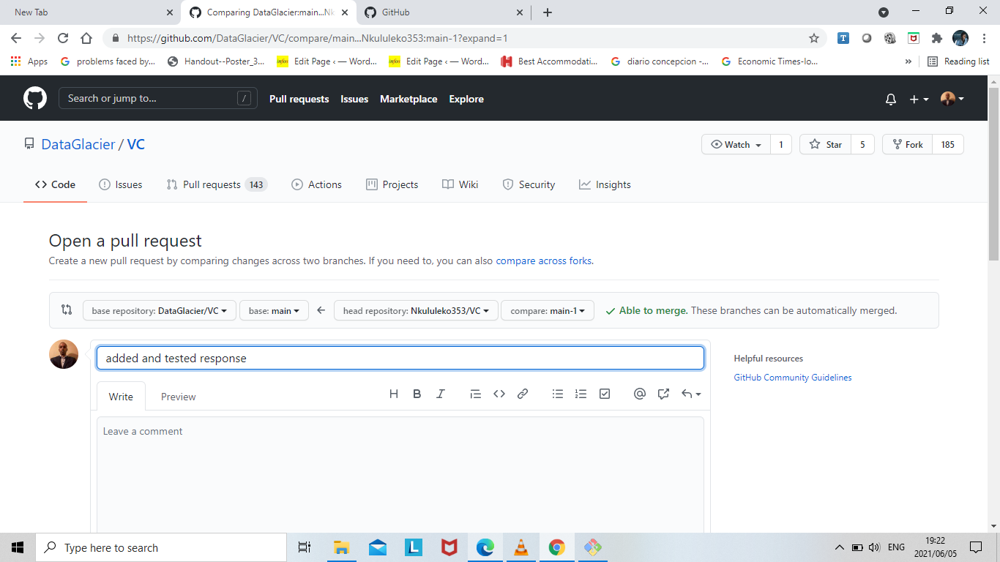 New Tab
Comparing DataGlacier:main...Nk
GitHub
https://github.com/DataGlacier/VC/compare/main...Nkululeko353:main-1?expand=1
Apps
problems faced by...
Handout--Poster_3...
Edit Page ‹ — Word...
Edit Page ‹ — Word...
Best Accommodati...
diario concepcion -...
Economic Times-Io...
»
Reading list
Search or jump to...
/
Pull requests
Issues
Marketplace
Explore
DataGlacier / VC
Watch 1
Star 5
Fork 185
Code
Issues
Pull requests 143
Actions
Projects
Wiki
Security
Insights
Open a pull request
Create a new pull request by comparing changes across two branches. If you need to, you can also compare across forks.
base repository: DataGlacier/VC
base: main
head repository: Nkululeko353/VC
compare: main-1
Able to merge. These branches can be automatically merged.
added and tested response
Helpful resources
GitHub Community Guidelines
Write
Preview
Leave a comment
Type here to search
ENG
19:22
2021/06/05